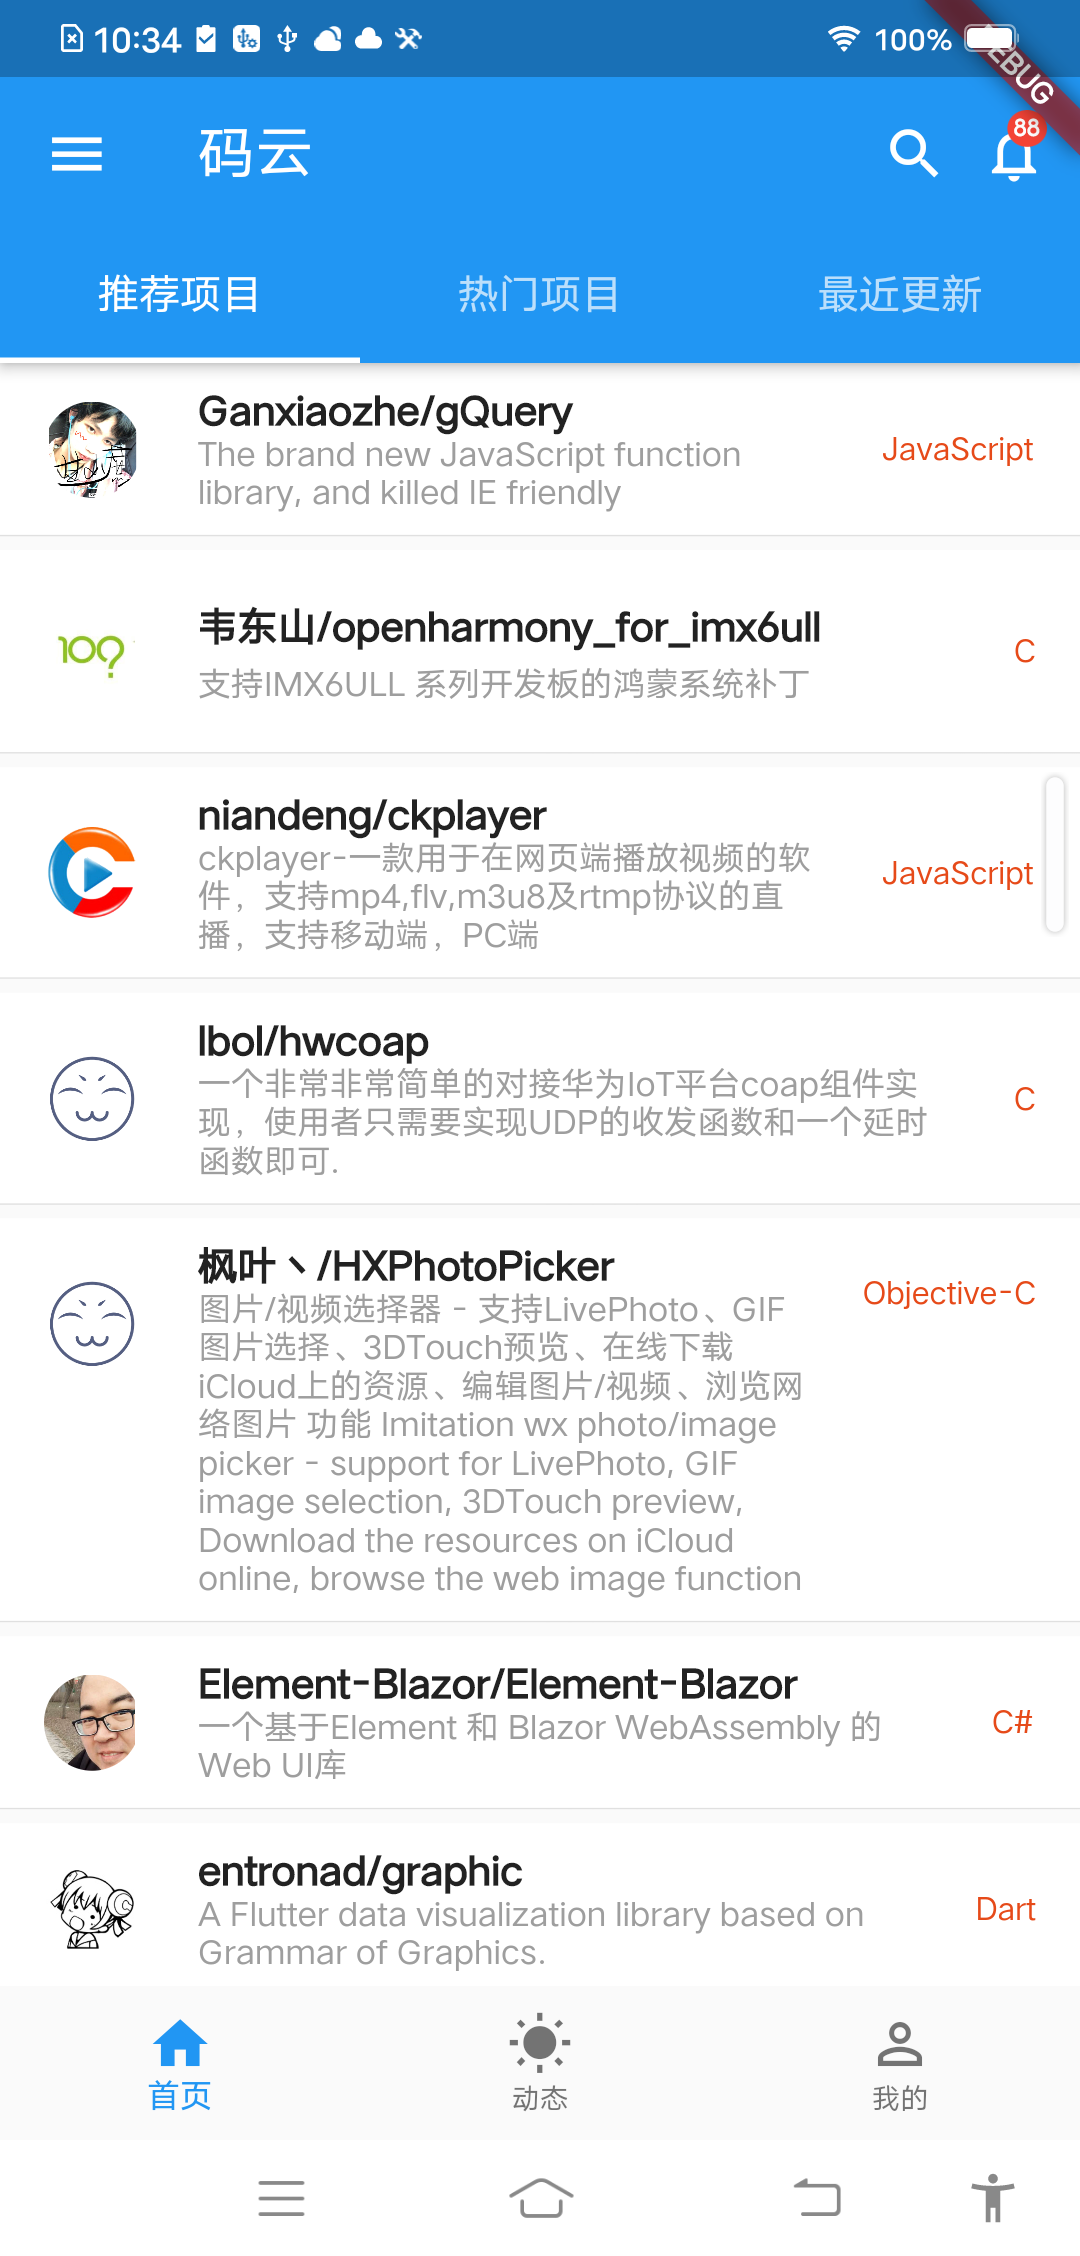 10:34
100%
EBUG
码云
88
推荐项目
热门项目
最近更新
Ganxiaozhe/gQuery
The brand new JavaScript function
library, and killed IE friendly
JavaScript
韦东山/openharmony_for_imx6ull
支持IMX6ULL 系列开发板的鸿蒙系统补丁
C
niandeng/ckplayer
ckplayer-一款用于在网页端播放视频的软
件，支持mp4,flv,m3u8及rtmp协议的直
播，支持移动端，PC端
JavaScript
lbol/hwcoap
一个非常非常简单的对接华为IoT平台coap组件实
现，使用者只需要实现UDP的收发函数和一个延时
函数即可.
C
枫叶丶/HXPhotoPicker
图片/视频选择器 - 支持LivePhoto、GIF
图片选择、3DTouch预览、在线下载
iCloud上的资源、编辑图片/视频、浏览网
络图片 功能 Imitation wx photo/image
picker - support for LivePhoto, GIF
image selection, 3DTouch preview,
Download the resources on iCloud
online, browse the web image function
Objective-C
Element-Blazor/Element-Blazor
一个基于Element 和 Blazor WebAssembly 的
Web UI库
C#
entronad/graphic
A Flutter data visualization library based on
Grammar of Graphics.
Dart
首页
动态
我的